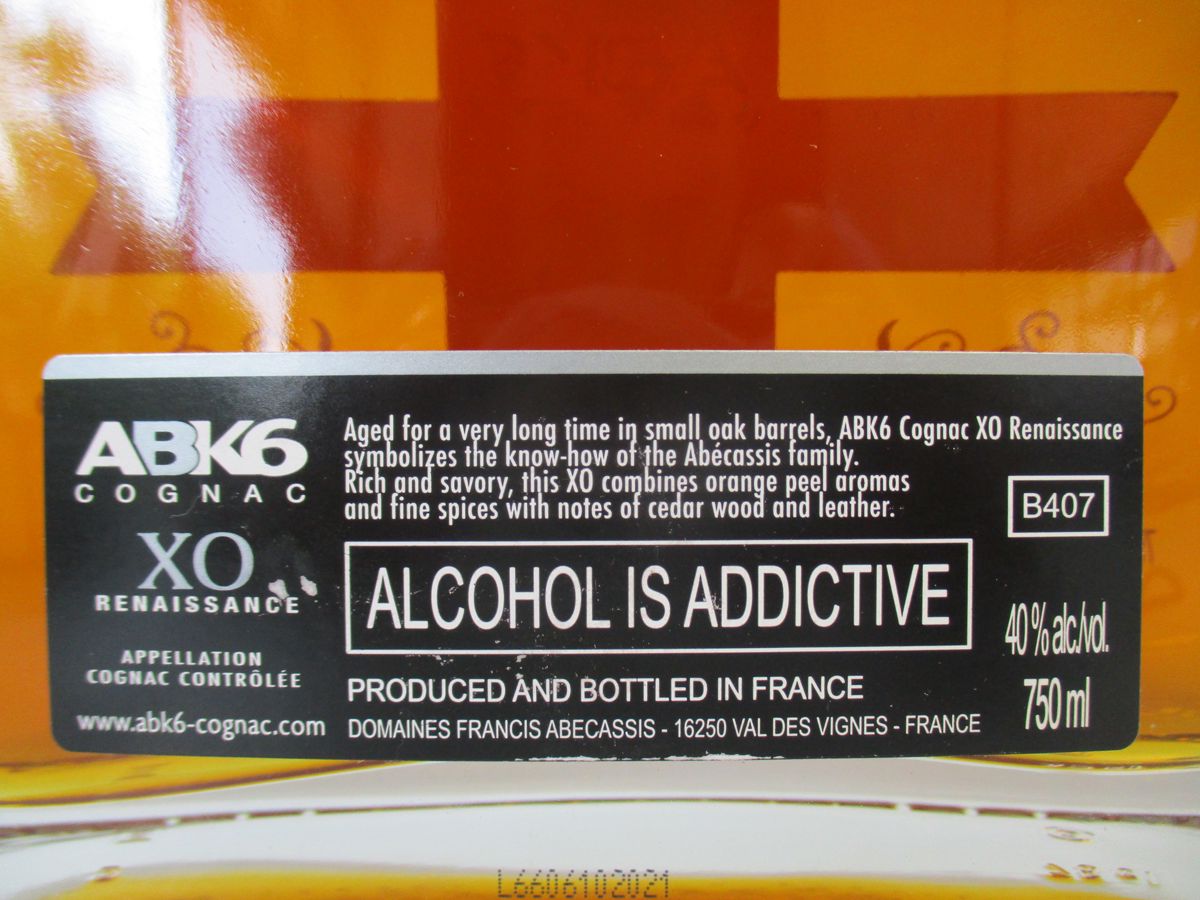 ABK6
COGNAC
XO
RENAISSANCE
APPELLATION
COGNAC CONTRÔLÉE
www.abk6-cognac.com
Aged for a very long time in small oak barrels, ABK6 Cognac XO Renaissance
symbolizes the know-how of the Abécassis family.
Rich and savory, this XO combines orange peel aromas
and fine spices with notes of cedar wood and leather.
ALCOHOL IS ADDICTIVE
PRODUCED AND BOTTLED IN FRANCE
DOMAINES FRANCIS ABECASSIS - 16250 VAL DES VIGNES - FRANCE
B407
40 % alc./vol.
750 ml
L6606102021